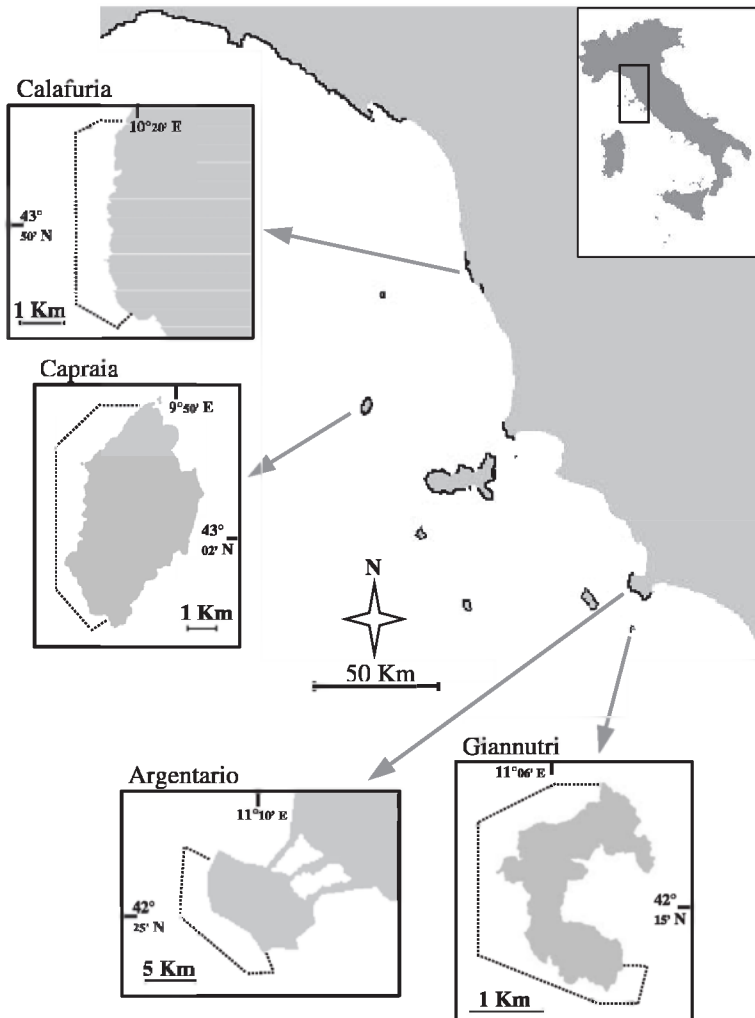 Calafuria
10°20' E
43°
50' N
1 Km
Capraia
9°50' E
43°
02' N
1 Km
N
50 Km
Argentario
11°10' E
42°
25' N
5 Km
Giannutri
11°06' E
42°
15' N
1 Km